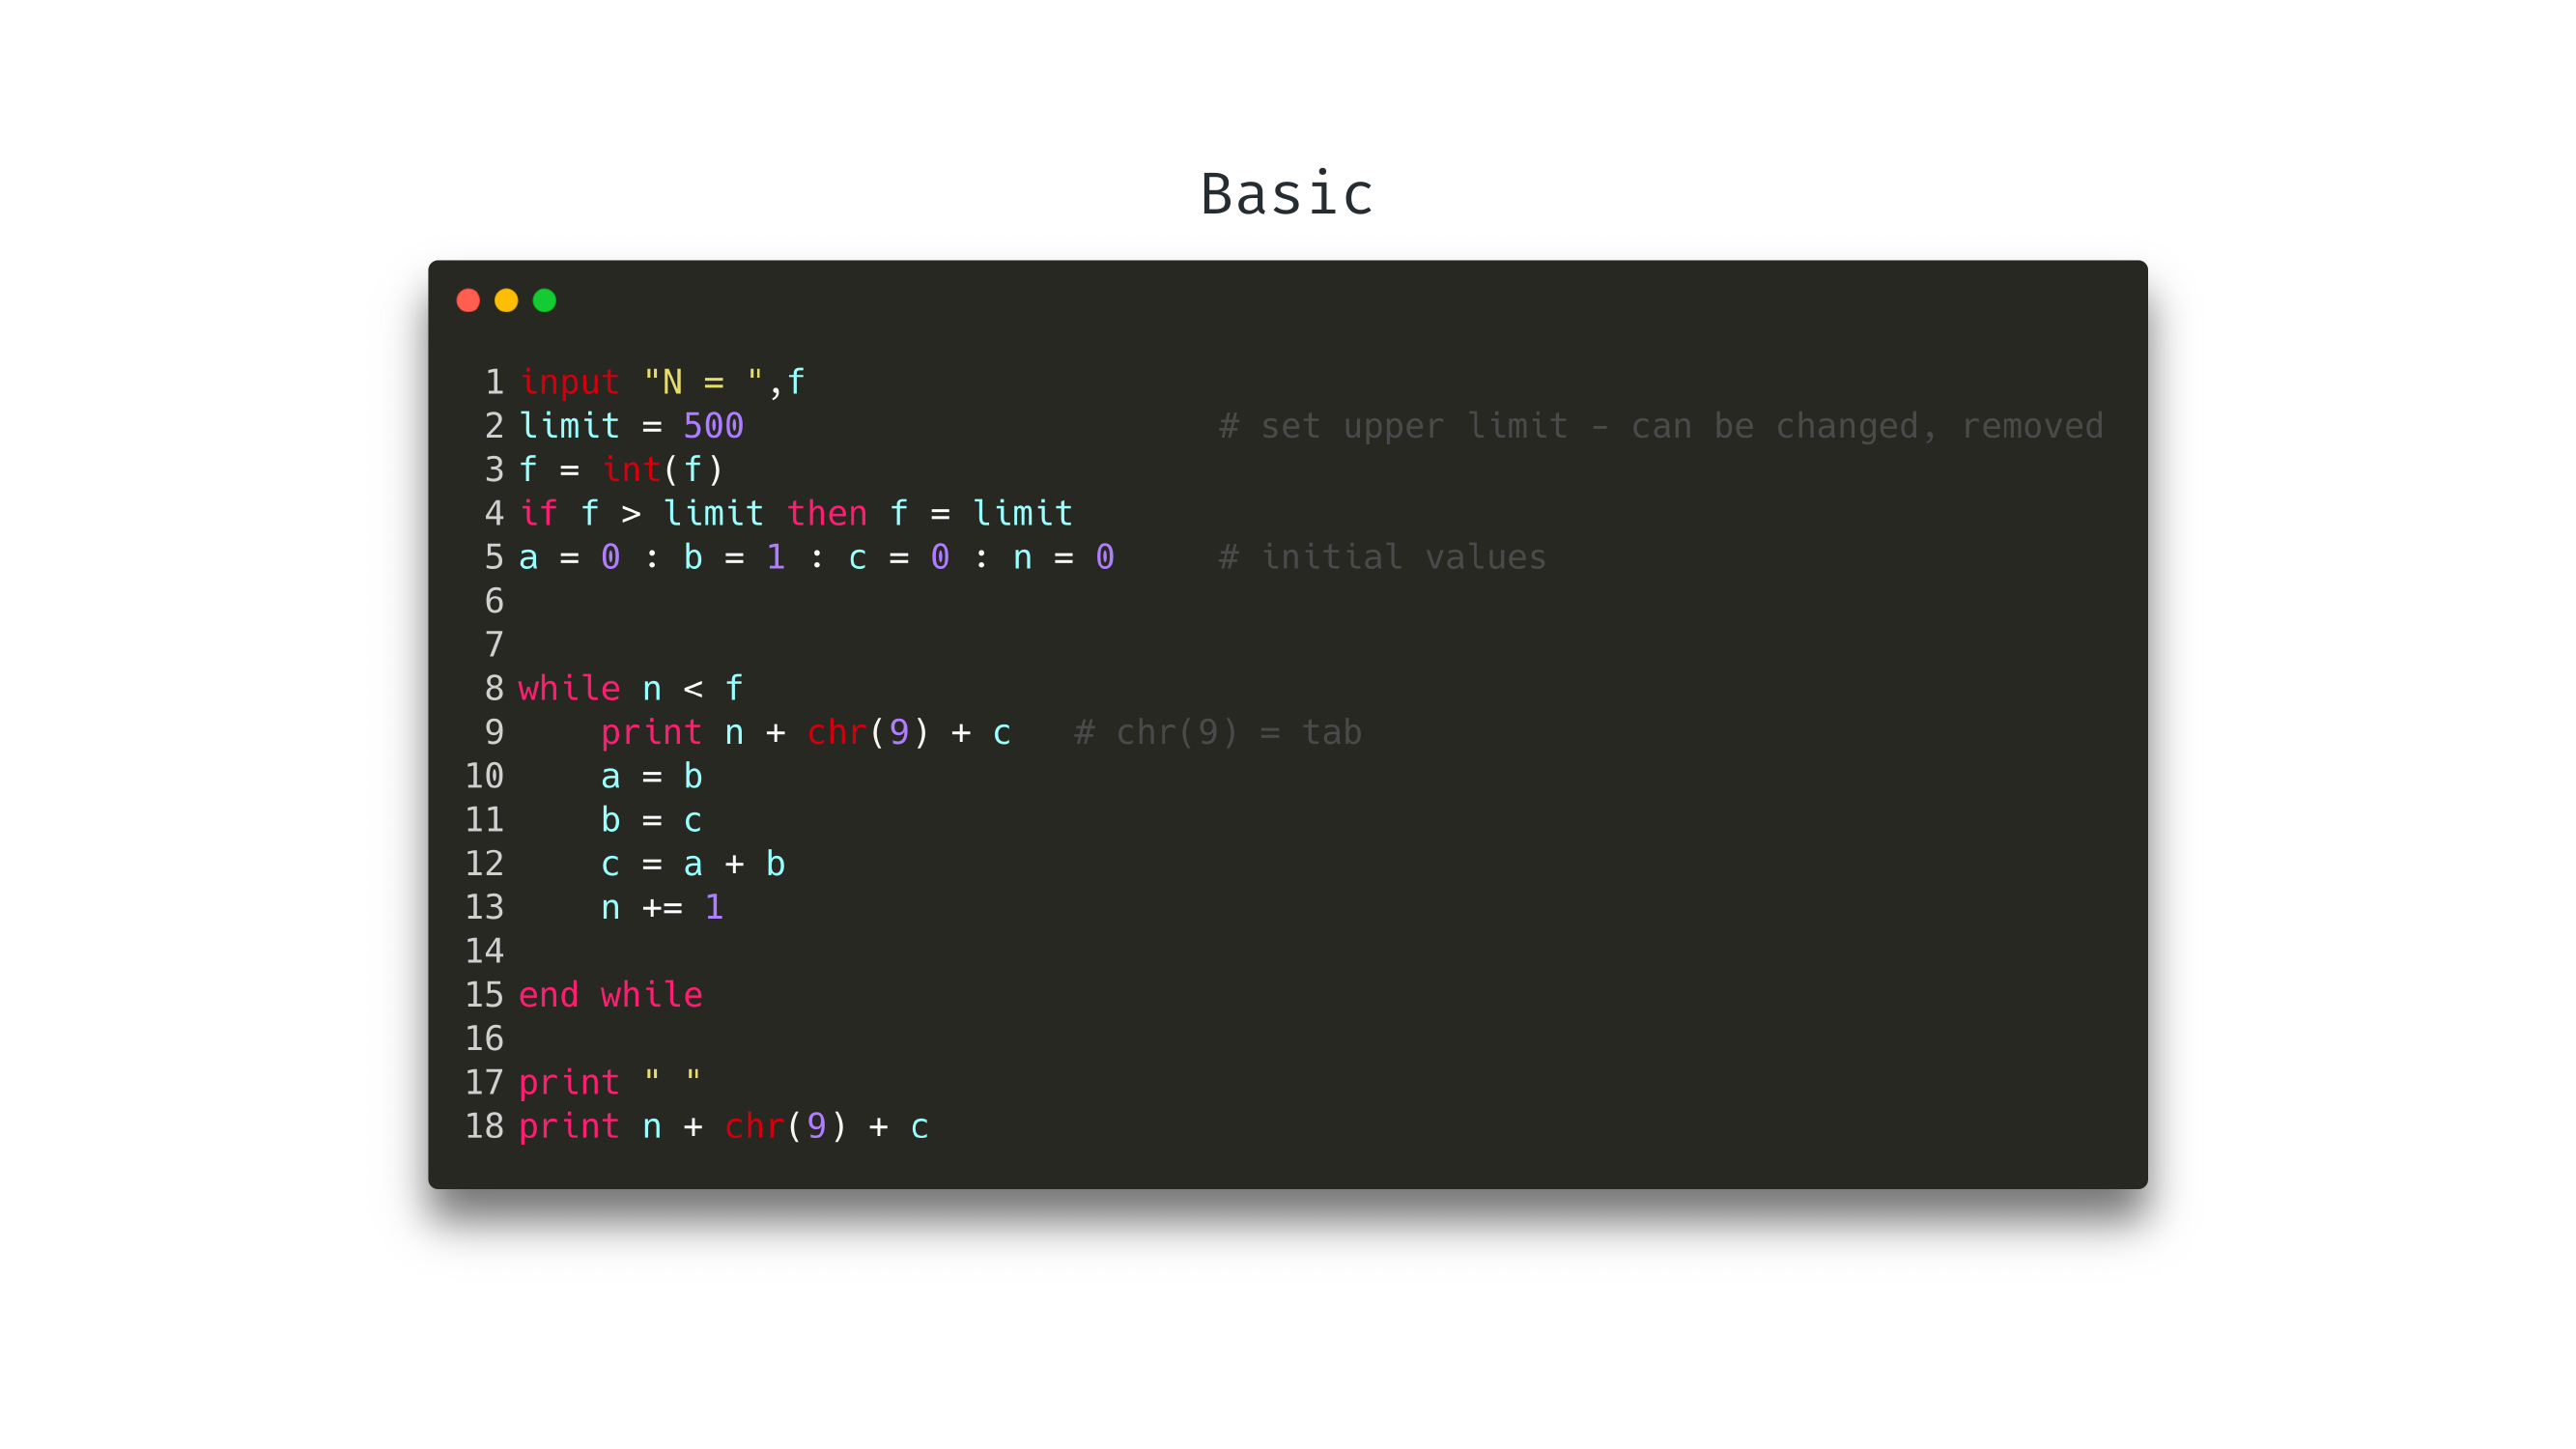 Basic
1 input "N = ",f
2 limit = 500                       # set upper limit - can be changed, removed
3 f = int(f)
4 if f > limit then f = limit
5 a = 0 : b = 1 : c = 0 : n = 0     # initial values
6
7
8 while n < f
9     print n + chr(9) + c   # chr(9) = tab
10     a = b
11     b = c
12     c = a + b
13     n += 1
14
15 end while
16
17 print " "
18 print n + chr(9) + c